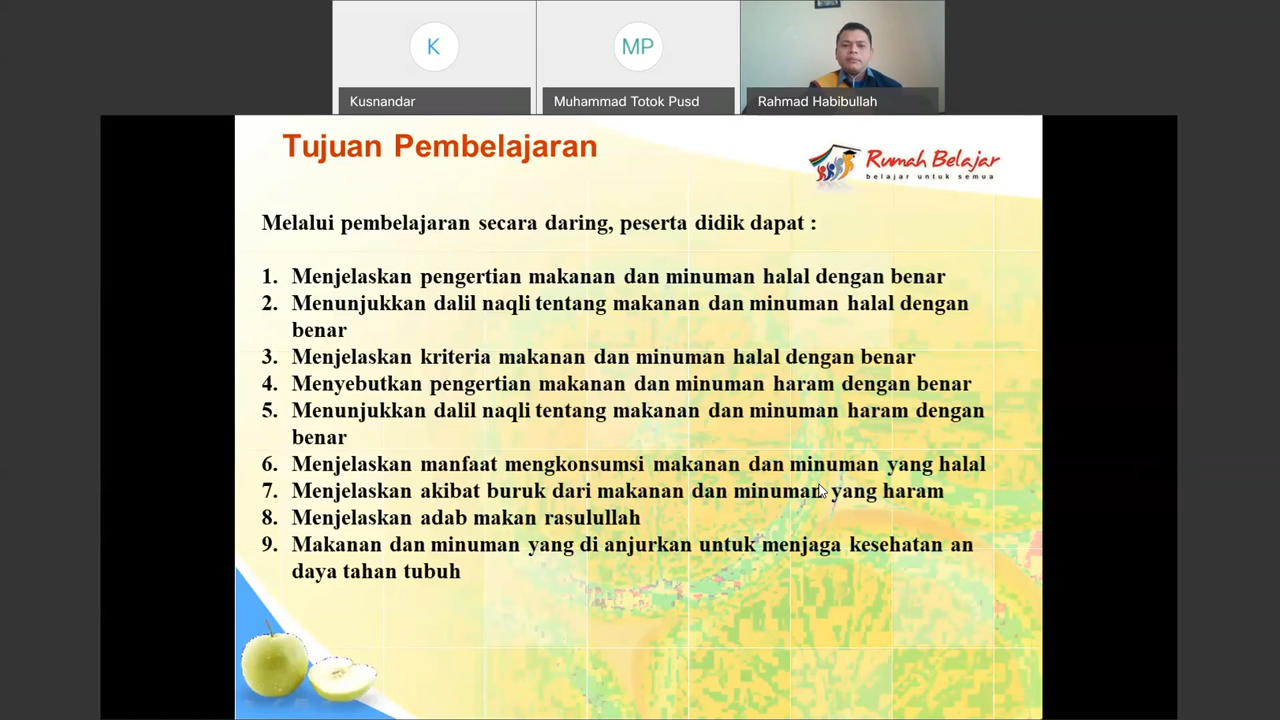 K
MP
Kusnandar
Muhammad Totok Pusd
Rahmad Habibullah
Tujuan Pembelajaran
Rumah Belajar
belajar untuk semua
Melalui pembelajaran secara daring, peserta didik dapat :
1. Menjelaskan pengertian makanan dan minuman halal dengan benar
2. Menunjukkan dalil naqli tentang makanan dan minuman halal dengan
benar
3. Menjelaskan kriteria makanan dan minuman halal dengan benar
4. Menyebutkan pengertian makanan dan minuman haram dengan benar
5. Menunjukkan dalil naqli tentang makanan dan minuman haram dengan
benar
6. Menjelaskan manfaat mengkonsumsi makanan dan minuman yang halal
7. Menjelaskan akibat buruk dari makanan dan minuman yang haram
8. Menjelaskan adab makan rasulullah
9. Makanan dan minuman yang di anjurkan untuk menjaga kesehatan an
daya tahan tubuh